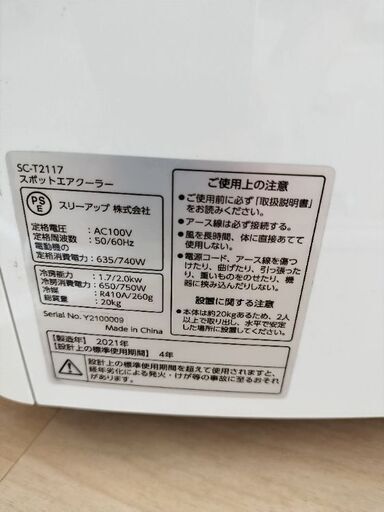 SC-T2117
スポットエアクーラー
PS
E
スリーアップ 株式会社
定格電圧 : AC100V
定格周波数 : 50/60Hz
電動機の
定格消費電力 : 635/740W
冷房能力 : 1.7/2.0kW
冷房消費電力 : 650/750W
冷媒 : R410A/260g
総質量 : 20kg
Serial No. Y2100009
Made in China
ご使用上の注意
●ご使用前に必ず「取扱説明書」
をお読みください。
●アース線は必ず接続する。
●風を長時間、体に直接あてて
使用しない。
●電源コード、アース線を傷つ
けたり、曲げたり、引っ張った
り、重いものをのせたり、機
器に挟み込んだりしない。
設置に関する注意
●本体は約20kgあるため、2人
以上で取り出し、水平で安定
した場所に設置してください。
【製造年】 2021年
【設計上の標準使用期間】 4年
設計上の標準使用期間を超えて使用されますと、
経年劣化による発火・けが等の事故に至るおそれ
があります。